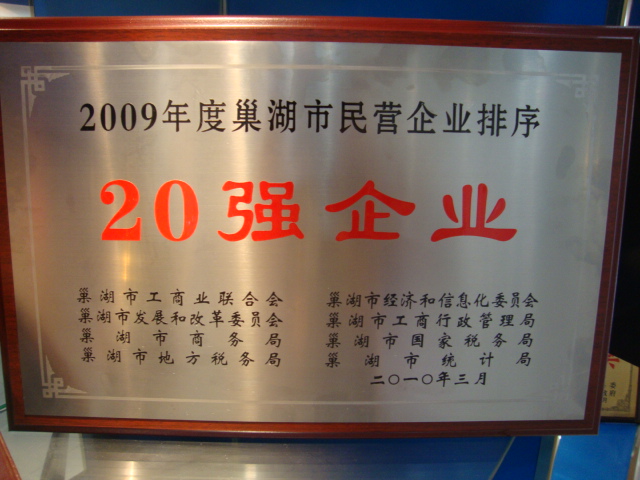 2009年度巢湖市民营企业排序
20强企业
巢湖市工商业联合会
巢湖市发展和改革委员会
巢湖市商务局
巢湖市地方税务局
巢湖市经济和信息化委员会
巢湖市工商行政管理局
巢湖市国家税务局
巢湖市统计局
二〇一〇年三月